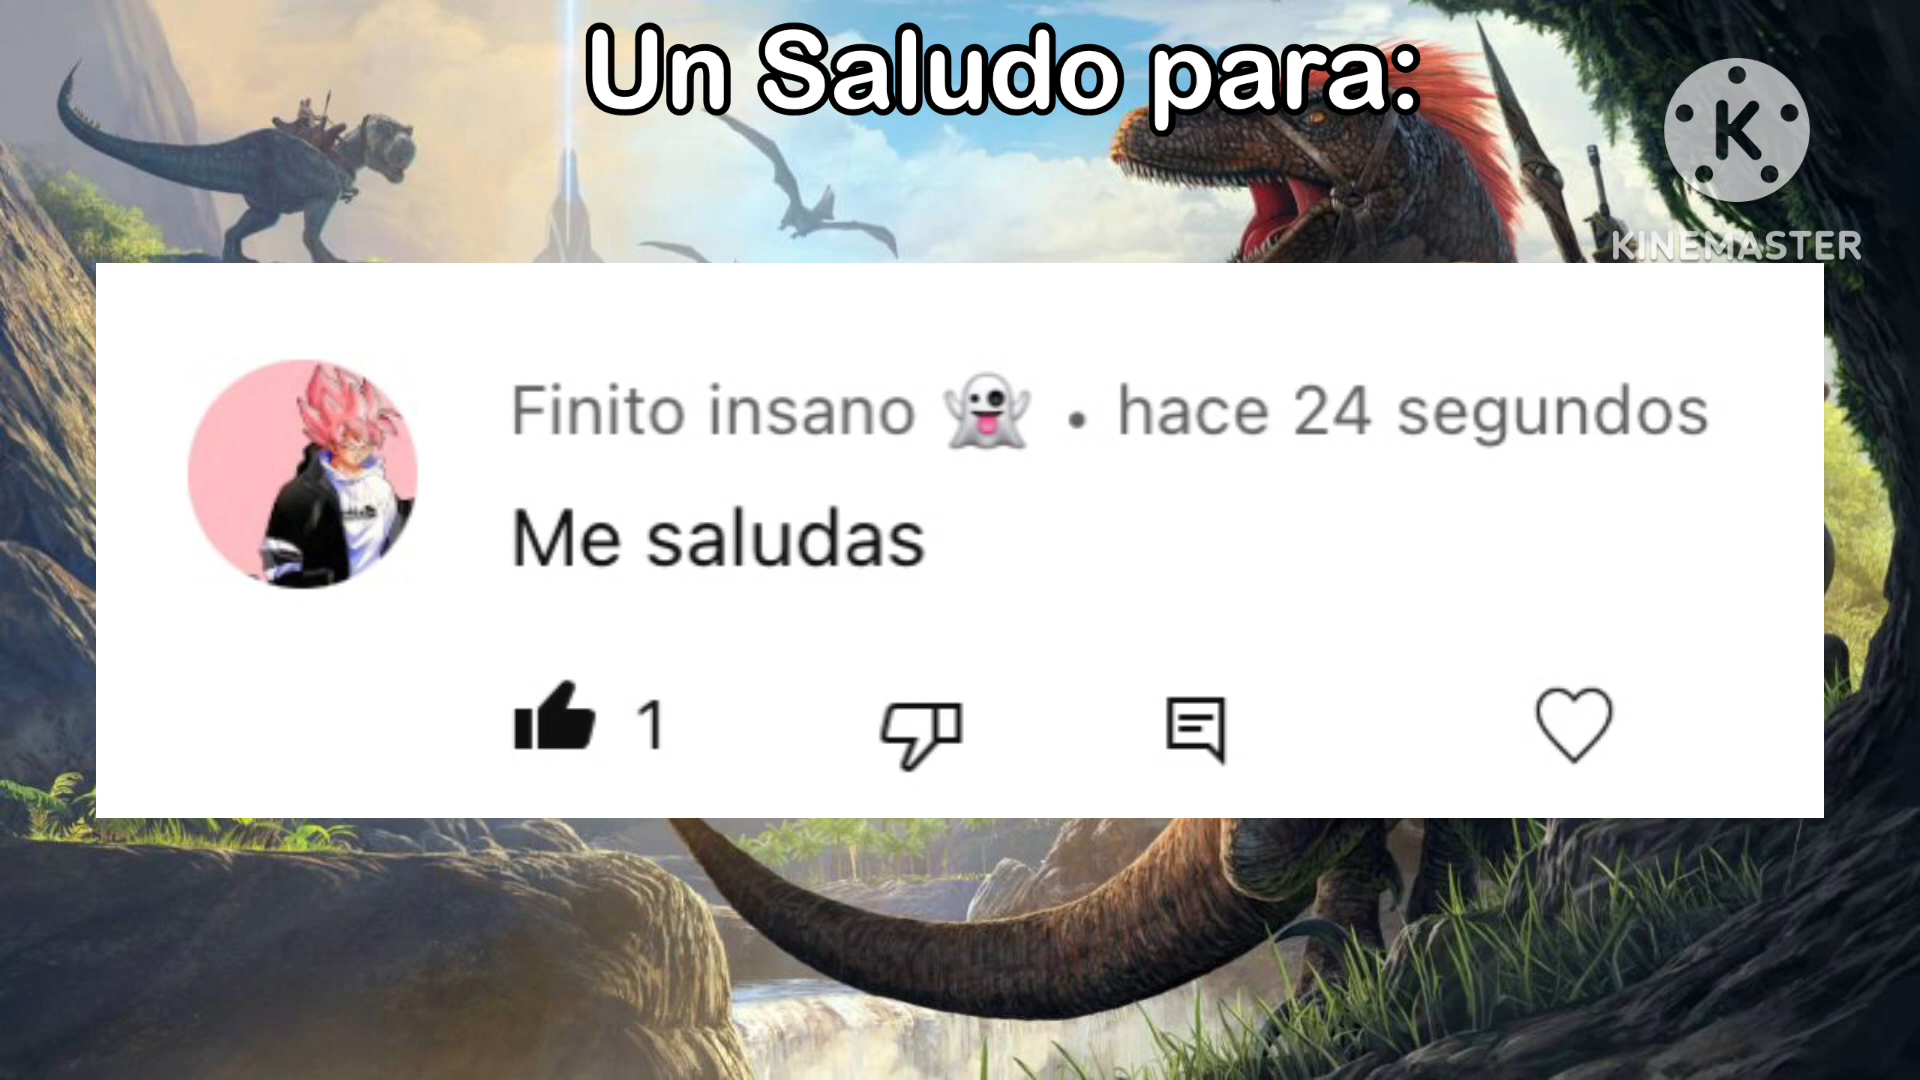 Un Saludo para:
K
KINEMASTER
Finito insano 👻 • hace 24 segundos
Me saludas
1